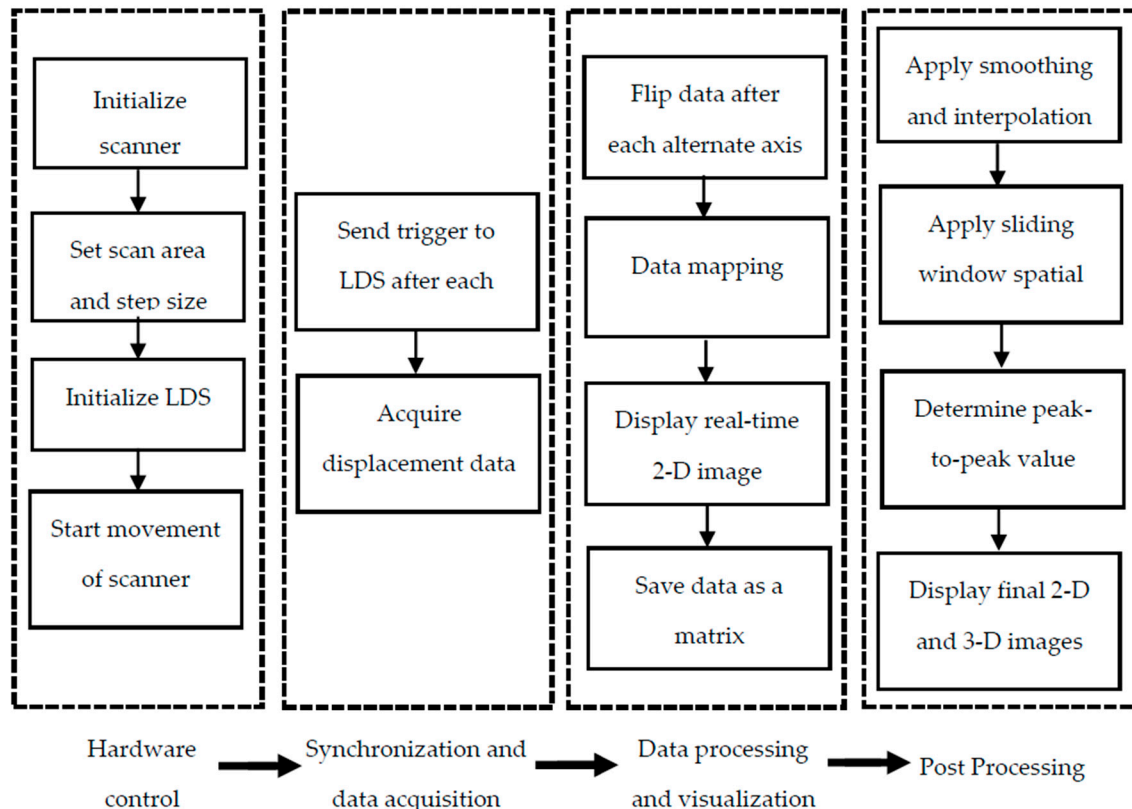 Initialize
scanner
Set scan area
and step size
Initialize LDS
Start movement
of scanner
Send trigger to
LDS after each
Acquire
displacement data
Flip data after
each alternate axis
Data mapping
Display real-time
2-D image
Save data as a
matrix
Apply smoothing
and interpolation
Apply sliding
window spatial
Determine peak-
to-peak value
Display final 2-D
and 3-D images
Hardware
control
Synchronization and
data acquisition
Data processing
and visualization
Post Processing